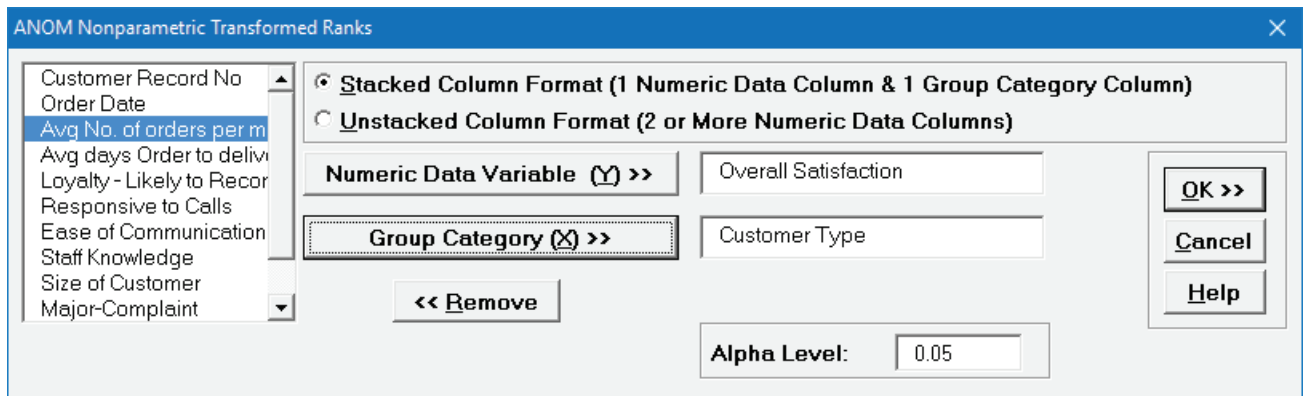 ANOM Nonparametric Transformed Ranks
Customer Record No
Order Date
Avg No. of orders per m
Avg days Order to delive
Loyalty - Likely to Recor
Responsive to Calls
Ease of Communication
Staff Knowledge
Size of Customer
Major-Complaint
Stacked Column Format (1 Numeric Data Column & 1 Group Category Column)
Unstacked Column Format (2 or More Numeric Data Columns)
Numeric Data Variable (Y) >>
Overall Satisfaction
Group Category (X) >>
Customer Type
<< Remove
Alpha Level: 0.05
OK >>
Cancel
Help